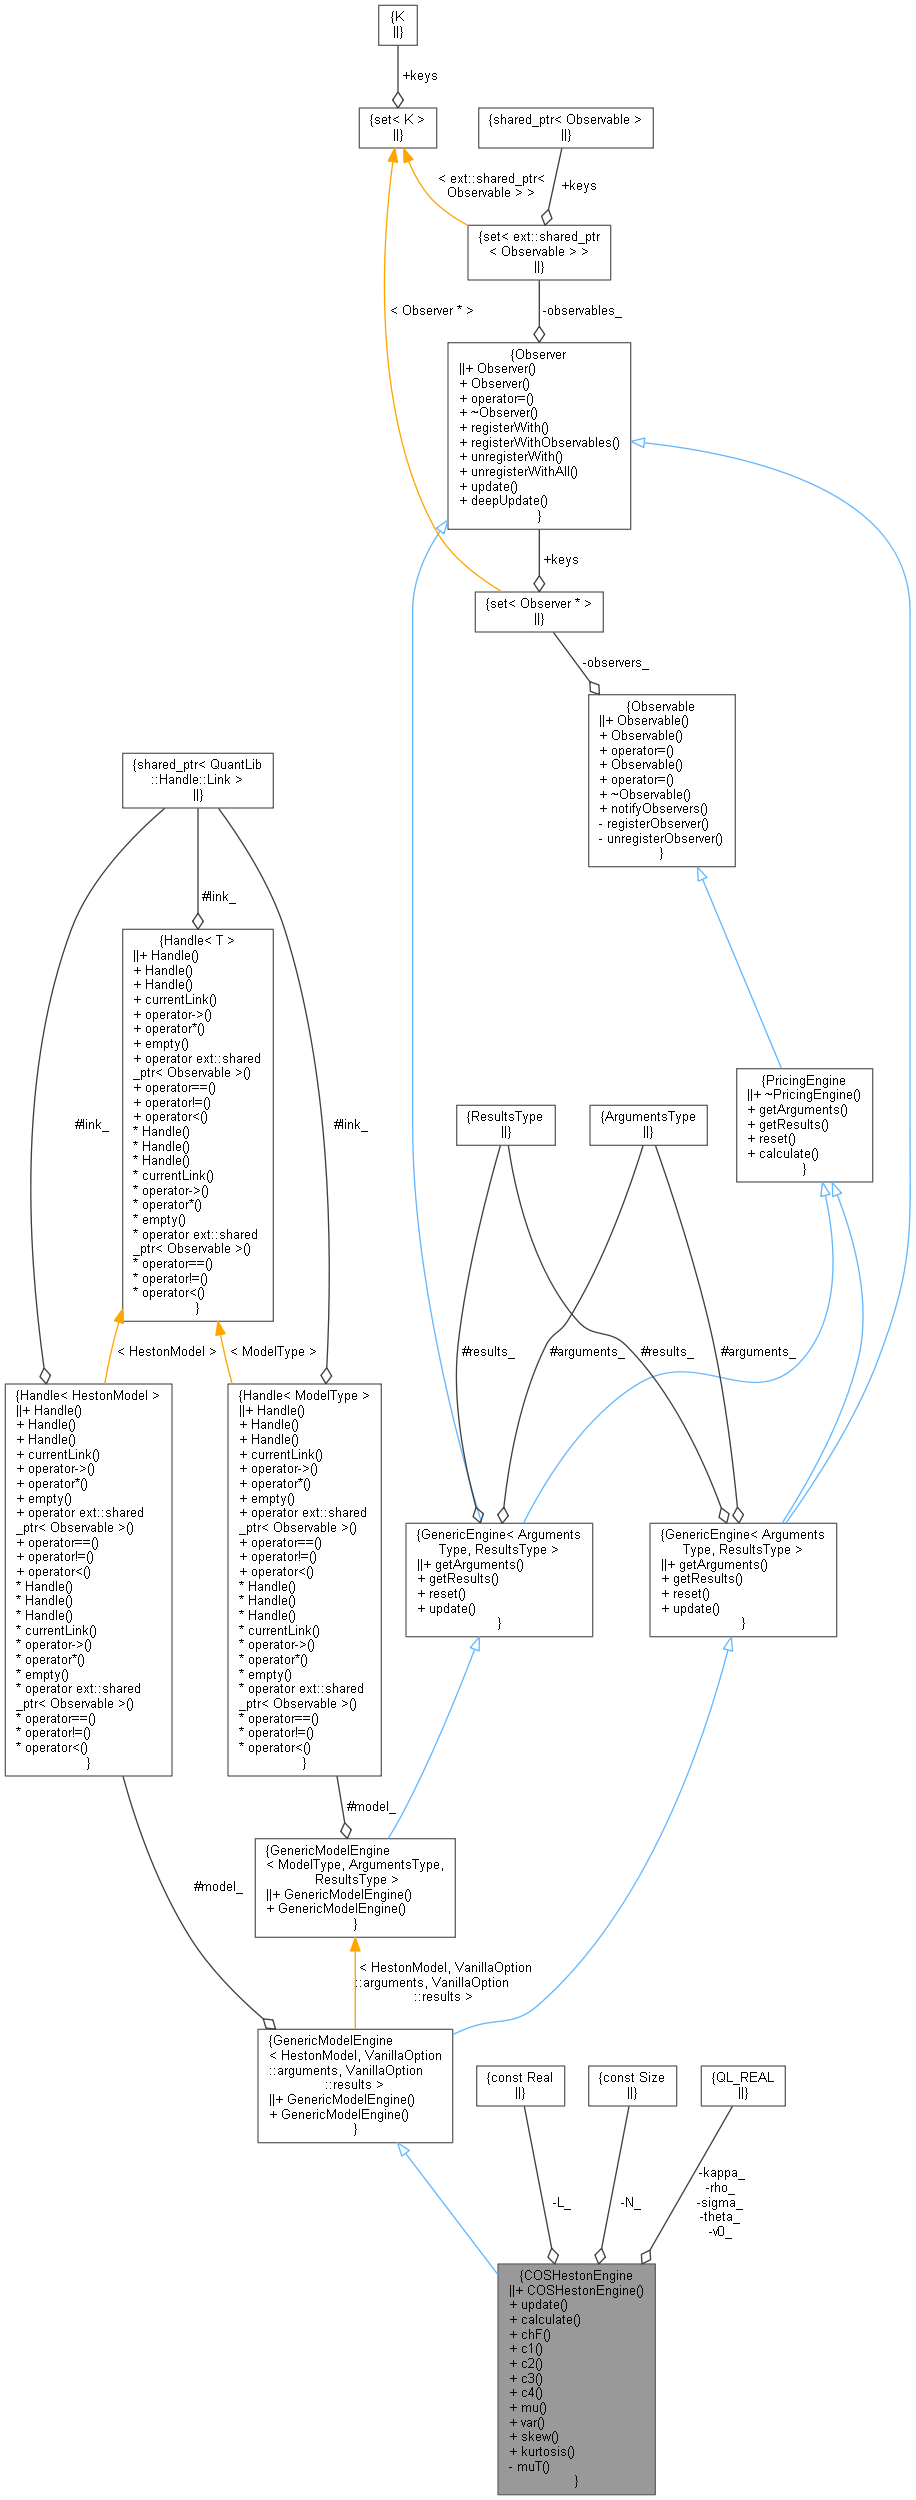 {K
||}
+keys
{set< K >
||}
{shared_ptr< Observable >
||}
< ext::shared_ptr<
Observable > >
+keys
{set< ext::shared_ptr
< Observable > >
||}
< Observer * >
-observables_
{Observer
||+ Observer()
+ Observer()
+ operator=()
+ ~Observer()
+ registerWith()
+ registerWithObservables()
+ unregisterWith()
+ unregisterWithAll()
+ update()
+ deepUpdate()
}
+keys
{set< Observer * >
||}
-observers_
{Observable
||+ Observable()
+ Observable()
+ operator=()
+ Observable()
+ operator=()
+ ~Observable()
+ notifyObservers()
- registerObserver()
- unregisterObserver()
}
{shared_ptr< QuantLib
::Handle::Link >
||}
#link_
{Handle< T >
||+ Handle()
+ Handle()
+ Handle()
+ currentLink()
+ operator->()
+ operator*()
+ empty()
+ operator ext::shared
_ptr< Observable >()
+ operator==()
+ operator!=()
+ operator<()
* Handle()
* Handle()
* Handle()
* currentLink()
* operator->()
* operator*()
* empty()
* operator ext::shared
_ptr< Observable >()
* operator==()
* operator!=()
* operator<()
}
#link_
#link_
{ResultsType
||}
{ArgumentsType
||}
{PricingEngine
||+ ~PricingEngine()
+ getArguments()
+ getResults()
+ reset()
+ calculate()
}
< HestonModel >
< ModelType >
#results_
#arguments_
#results_
#arguments_
{Handle< HestonModel >
||+ Handle()
+ Handle()
+ Handle()
+ currentLink()
+ operator->()
+ operator*()
+ empty()
+ operator ext::shared
_ptr< Observable >()
+ operator==()
+ operator!=()
+ operator<()
* Handle()
* Handle()
* Handle()
* currentLink()
* operator->()
* operator*()
* empty()
* operator ext::shared
_ptr< Observable >()
* operator==()
* operator!=()
* operator<()
}
{Handle< ModelType >
||+ Handle()
+ Handle()
+ Handle()
+ currentLink()
+ operator->()
+ operator*()
+ empty()
+ operator ext::shared
_ptr< Observable >()
+ operator==()
+ operator!=()
+ operator<()
* Handle()
* Handle()
* Handle()
* currentLink()
* operator->()
* operator*()
* empty()
* operator ext::shared
_ptr< Observable >()
* operator==()
* operator!=()
* operator<()
}
{GenericEngine< Arguments
Type, ResultsType >
||+ getArguments()
+ getResults()
+ reset()
+ update()
}
{GenericEngine< Arguments
Type, ResultsType >
||+ getArguments()
+ getResults()
+ reset()
+ update()
}
#model_
#model_
{GenericModelEngine
< ModelType, ArgumentsType,
ResultsType >
||+ GenericModelEngine()
+ GenericModelEngine()
}
< HestonModel, VanillaOption
::arguments, VanillaOption
::results >
{GenericModelEngine
< HestonModel, VanillaOption
::arguments, VanillaOption
::results >
||+ GenericModelEngine()
+ GenericModelEngine()
}
{const Real
||}
{const Size
||}
{QL_REAL
||}
-L_
-N_
-kappa_
-rho_
-sigma_
-theta_
-v0_
{COSHestonEngine
||+ COSHestonEngine()
+ update()
+ calculate()
+ chF()
+ c1()
+ c2()
+ c3()
+ c4()
+ mu()
+ var()
+ skew()
+ kurtosis()
- muT()
}